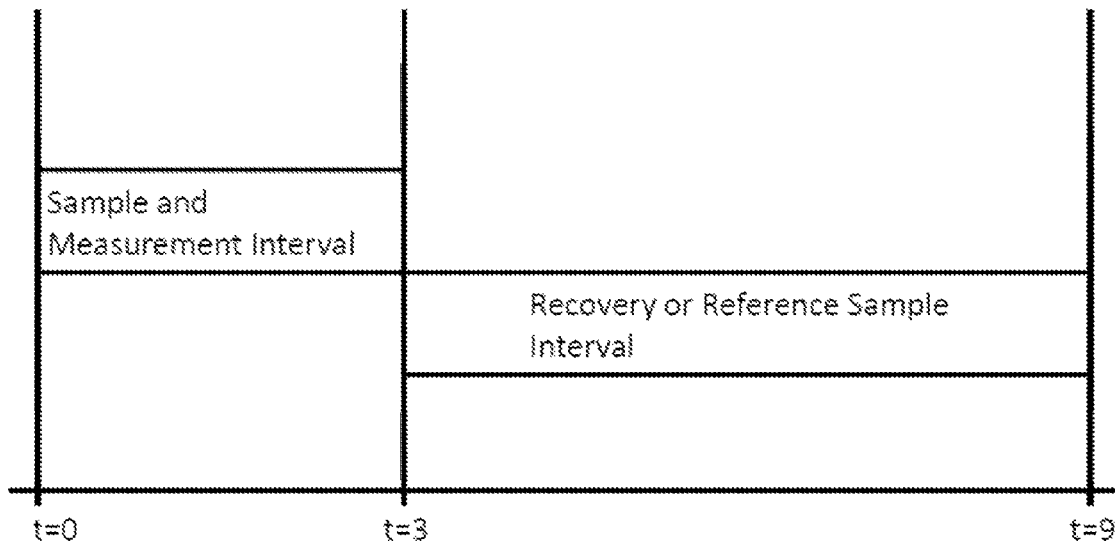 Sample and
Measurement Interval
Recovery or Reference Sample
Interval
t=0
t=3
t=9